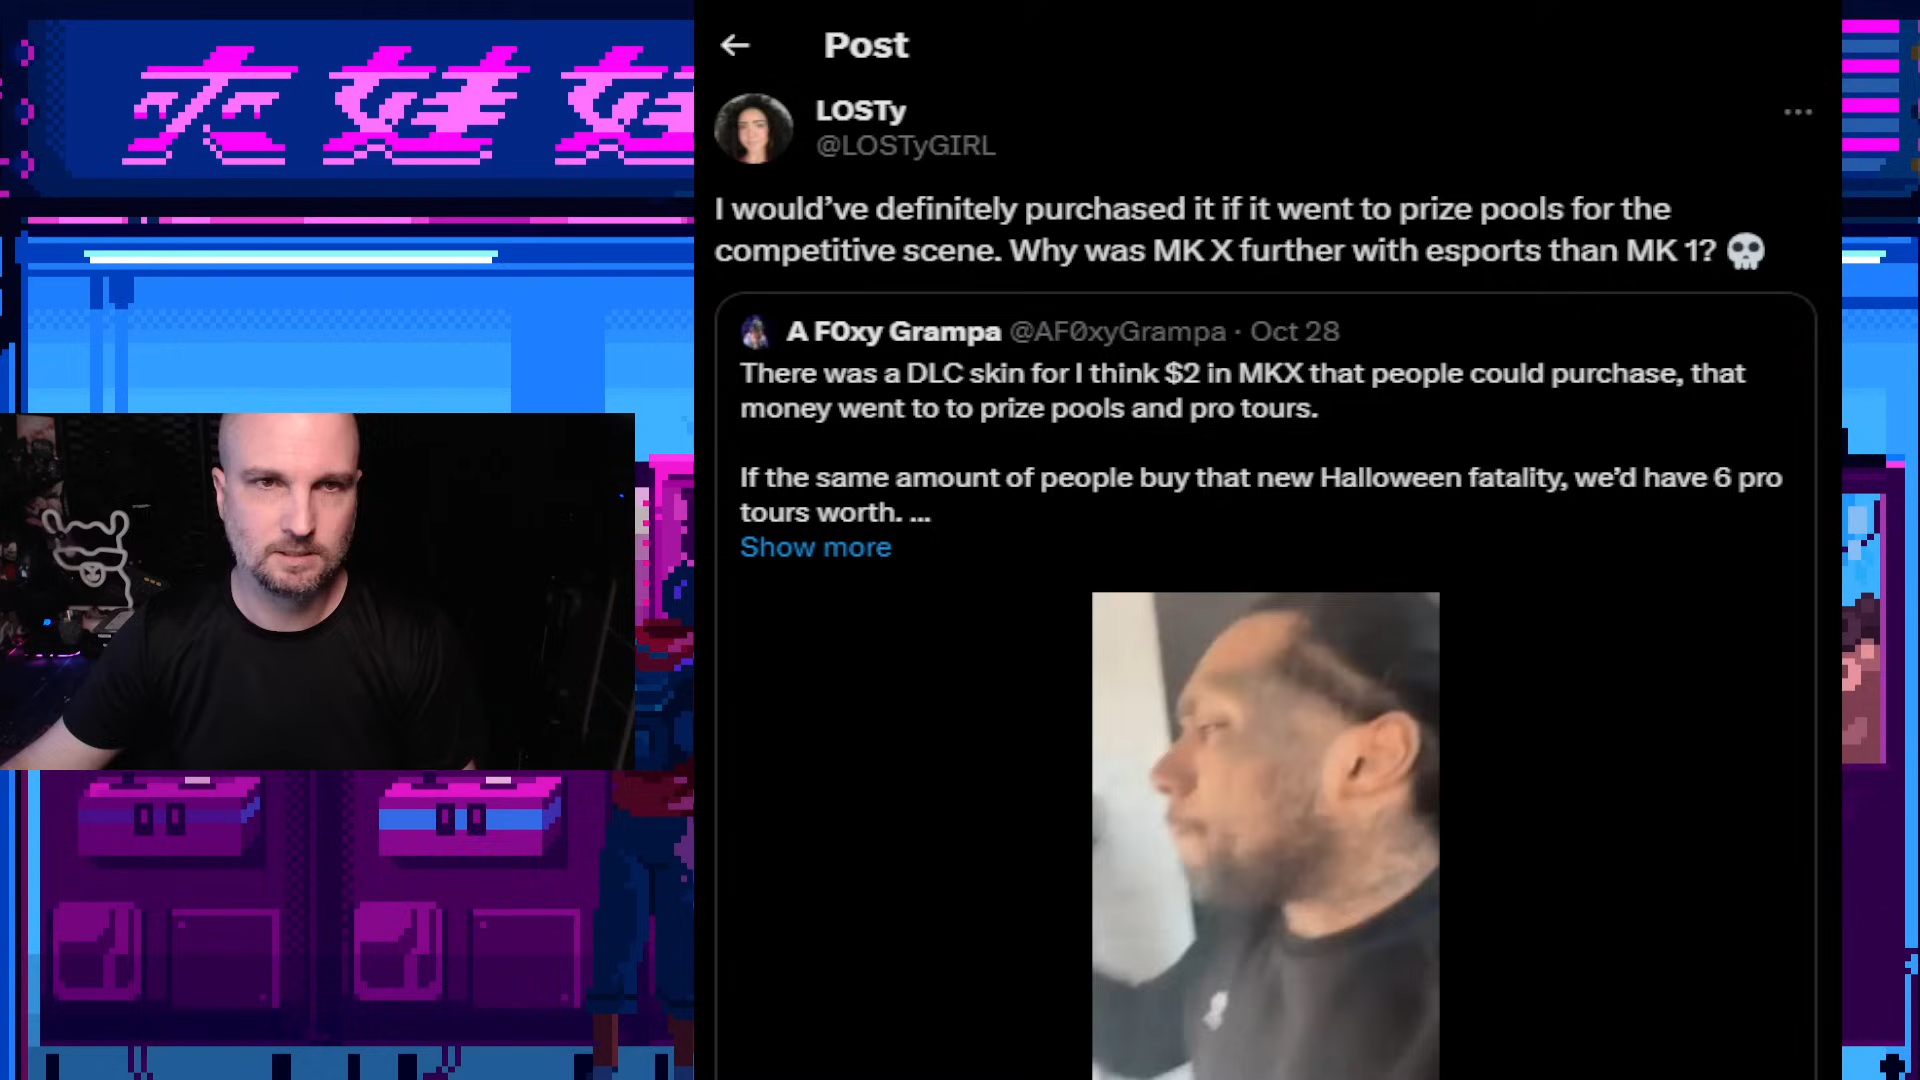 Post
LOSTy
@LOSTyGIRL
I would’ve definitely purchased it if it went to prize pools for the
competitive scene. Why was MK X further with esports than MK 1? 💀
A F0xy Grampa @AF0xyGrampa · Oct 28
There was a DLC skin for I think $2 in MKX that people could purchase, that
money went to to prize pools and pro tours.
If the same amount of people buy that new Halloween fatality, we’d have 6 pro
tours worth. ...
Show more